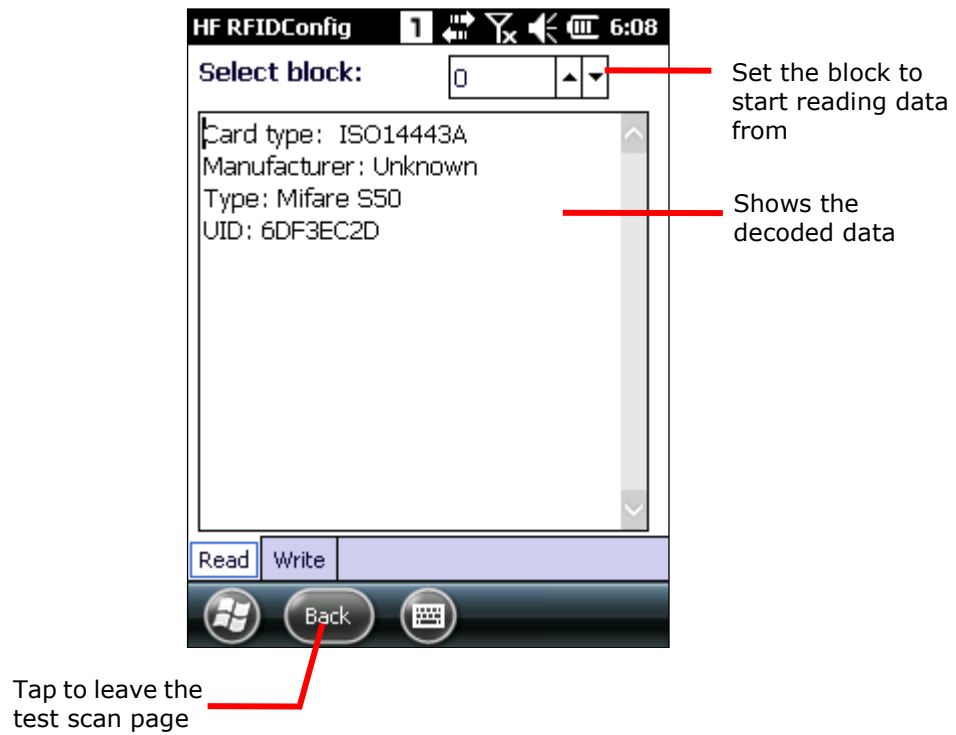 HF RFIDConfig 1 6:08
Select block: 0
Set the block to
start reading data
from
Card type: ISO14443A
Manufacturer: Unknown
Type: Mifare S50
UID: 6DF3EC2D
Shows the
decoded data
Read Write
Back
Tap to leave the
test scan page